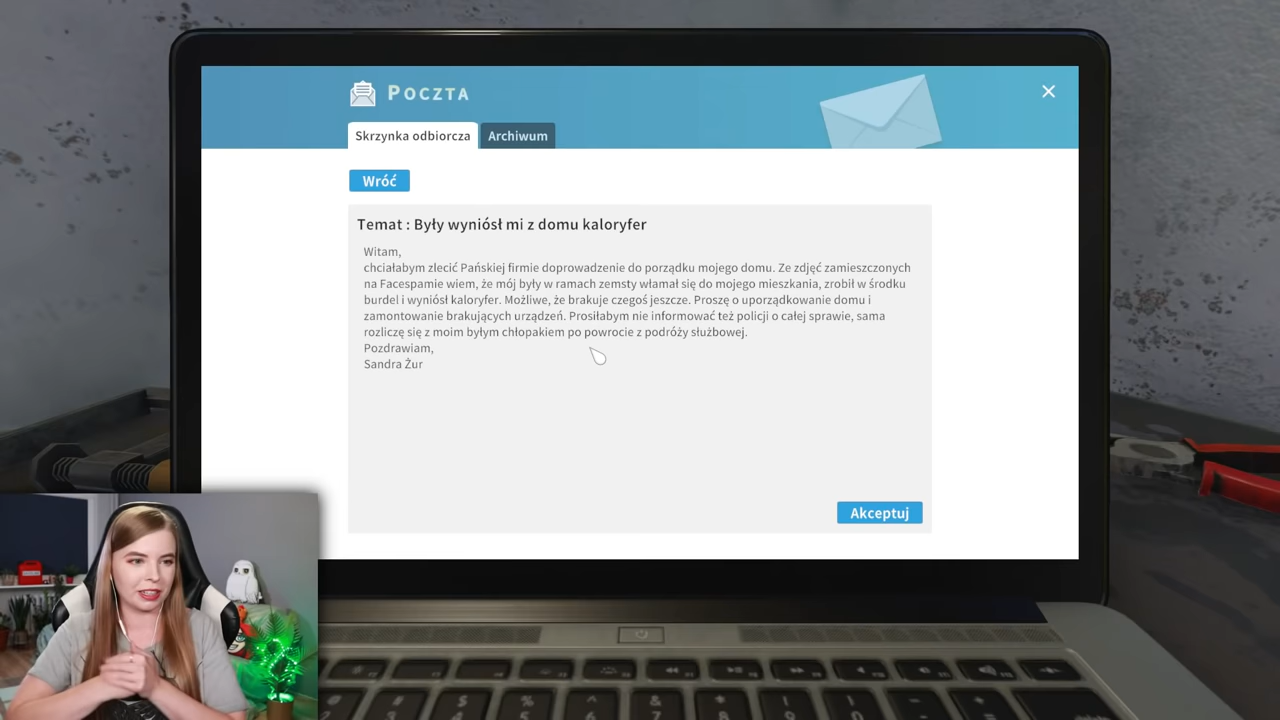 Poczta
Skrzynka odbiorcza
Archiwum
Wróć
Temat : Były wyniósł mi z domu kaloryfer
Witam,
chciałabym zlecić Pańskiej firmie doprowadzenie do porządku mojego domu. Ze zdjęć zamieszczonych
na Facespamie wiem, że mój były w ramach zemsty włamał się do mojego mieszkania, zrobił w środku
burdel i wyniósł kaloryfer. Możliwe, że brakuje czegoś jeszcze. Proszę o uporządkowanie domu i
zamontowanie brakujących urządzeń. Prosiłabym nie informować też policji o całej sprawie, sama
rozliczę się z moim byłym chłopakiem po powrocie z podróży służbowej.
Pozdrawiam,
Sandra Żur
Akceptuj